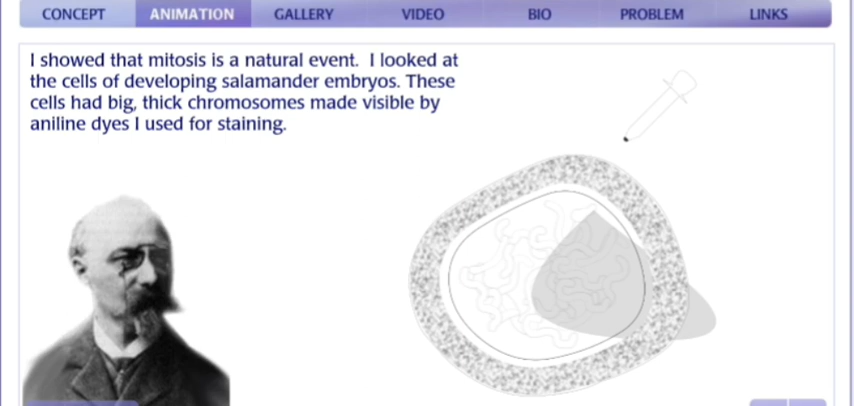 CONCEPT ANIMATION GALLERY VIDEO BIO PROBLEM LINKS
I showed that mitosis is a natural event.  I looked at
the cells of developing salamander embryos. These
cells had big, thick chromosomes made visible by
aniline dyes I used for staining.